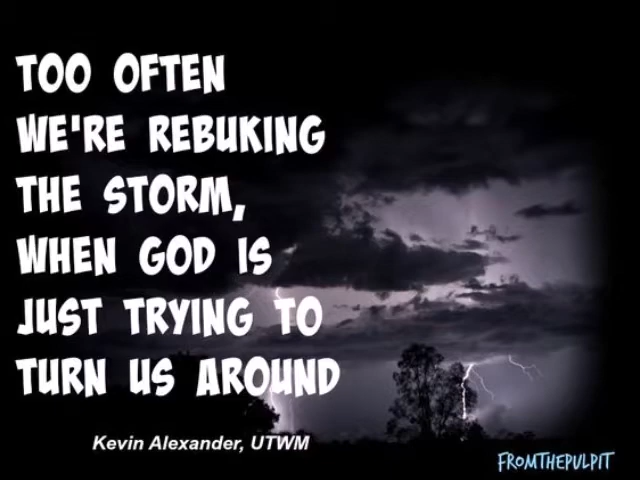 TOO OFTEN
WE'RE REBUKING
THE STORM,
WHEN GOD IS
JUST TRYING TO
TURN US AROUND
Kevin Alexander, UTWM
FROMTHEPULPIT